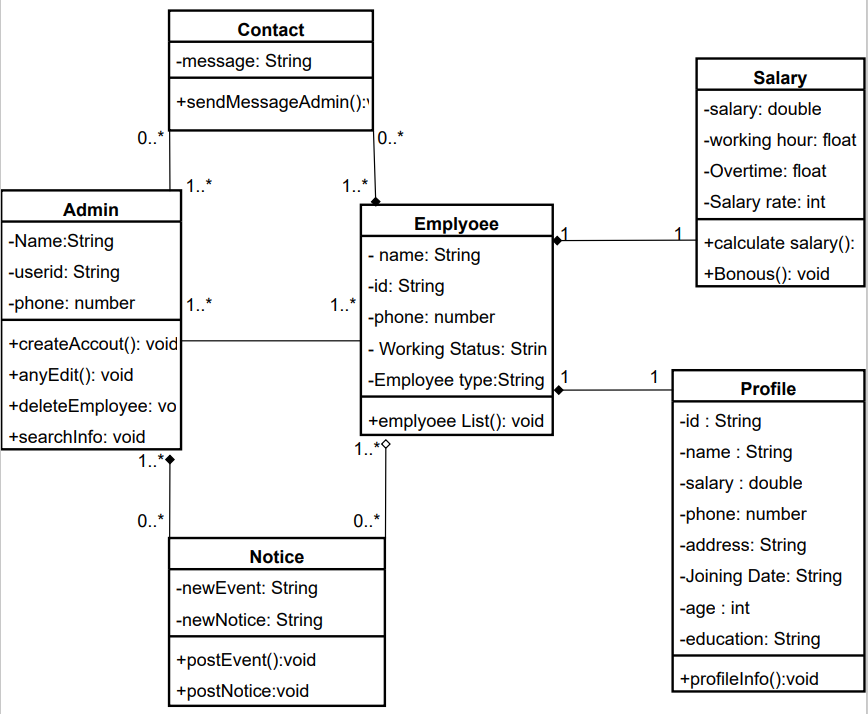 Contact
-message: String
+sendMessageAdmin():
0..*
0..*
1..*
1..*
Admin
-Name:String
-userid: String
-phone: number
+createAccout(): void
+anyEdit(): void
+deleteEmployee: vo
+searchInfo: void
1..*
1..*
Emplyoee
- name: String
-id: String
-phone: number
- Working Status: Strin
-Employee type:String
+emplyoee List(): void
1
1
Salary
-salary: double
-working hour: float
-Overtime: float
-Salary rate: int
+calculate salary():
+Bonous(): void
1
1
Profile
-id : String
-name : String
-salary : double
-phone: number
-address: String
-Joining Date: String
-age : int
-education: String
+profileInfo():void
1..*
1..*
0..*
0..*
Notice
-newEvent: String
-newNotice: String
+postEvent():void
+postNotice:void